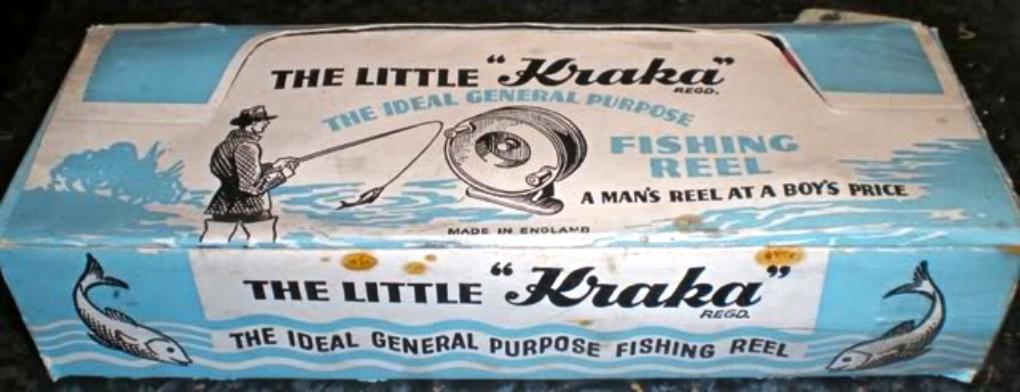 THE LITTLE "Kraka"
REGD.
THE IDEAL GENERAL PURPOSE
FISHING
REEL
A MAN'S REEL AT A BOY'S PRICE
MADE IN ENGLAND
THE LITTLE "Kraka"
REGD.
THE IDEAL GENERAL PURPOSE FISHING REEL